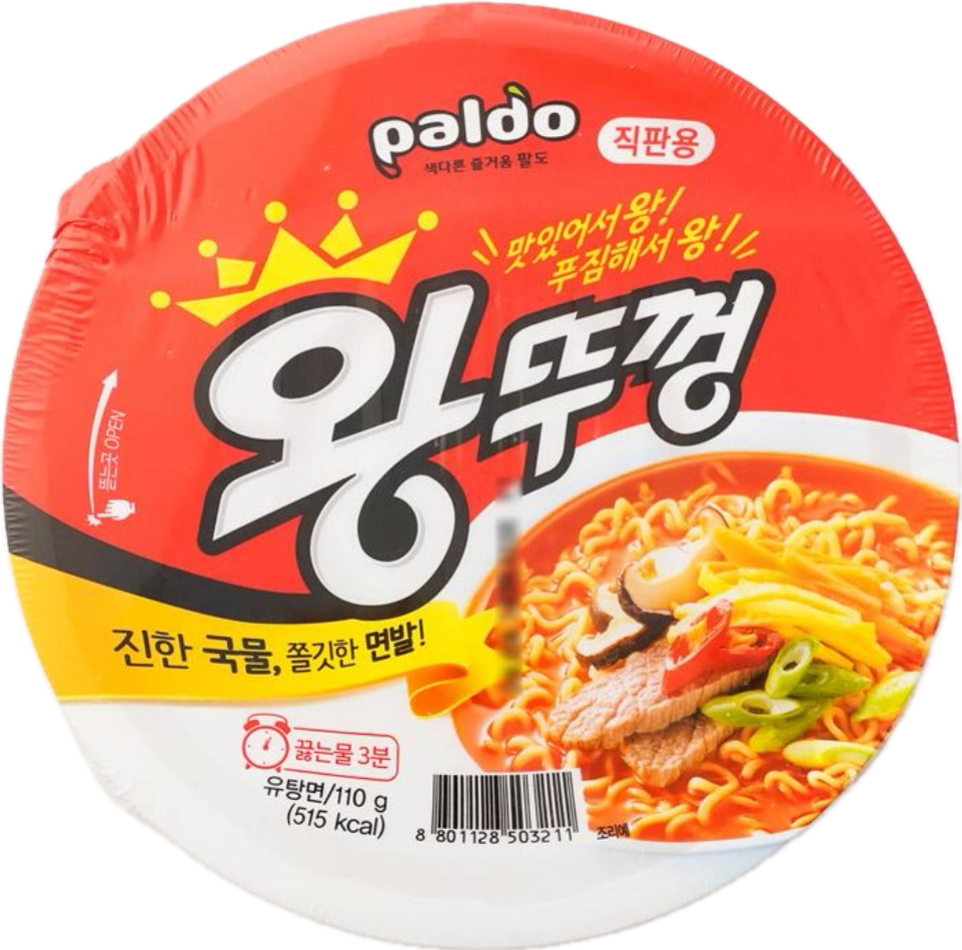 paldo
색다른 즐거움 팔도
직판용
맛있어서 왕!
푸짐해서 왕!
왕뚜껑
뜯는곳 OPEN
진한 국물, 쫄깃한 면발!
끓는물 3분
유탕면/110 g
(515 kcal)
8 801128 503211
조리예